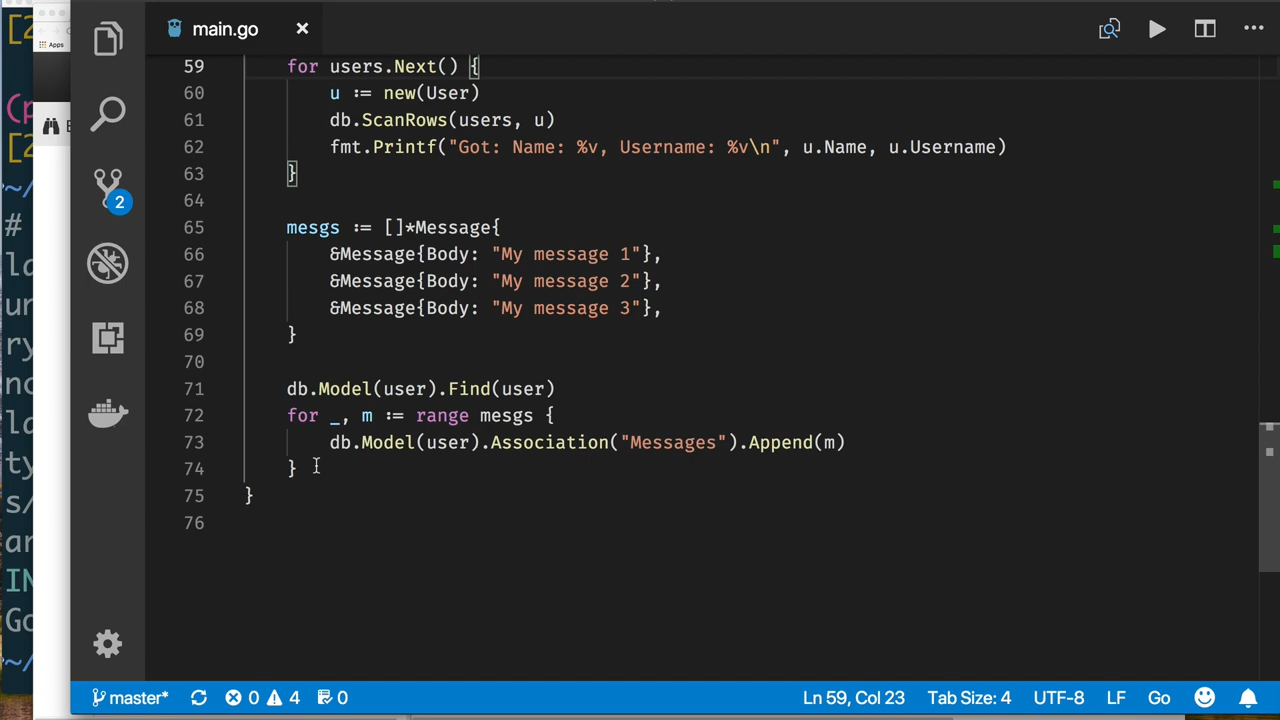 main.go
Apps
59 for users.Next() {
60 u := new(User)
61 db.ScanRows(users, u)
62 fmt.Printf("Got: Name: %v, Username: %v\n", u.Name, u.Username)
63 }
64
65 mesgs := []*Message{
66 &Message{Body: "My message 1"},
67 &Message{Body: "My message 2"},
68 &Message{Body: "My message 3"},
69 }
70
71 db.Model(user).Find(user)
72 for _, m := range mesgs {
73 db.Model(user).Association("Messages").Append(m)
74 }
75 }
76
2
master* 0 4 0 Ln 59, Col 23 Tab Size: 4 UTF-8 LF Go